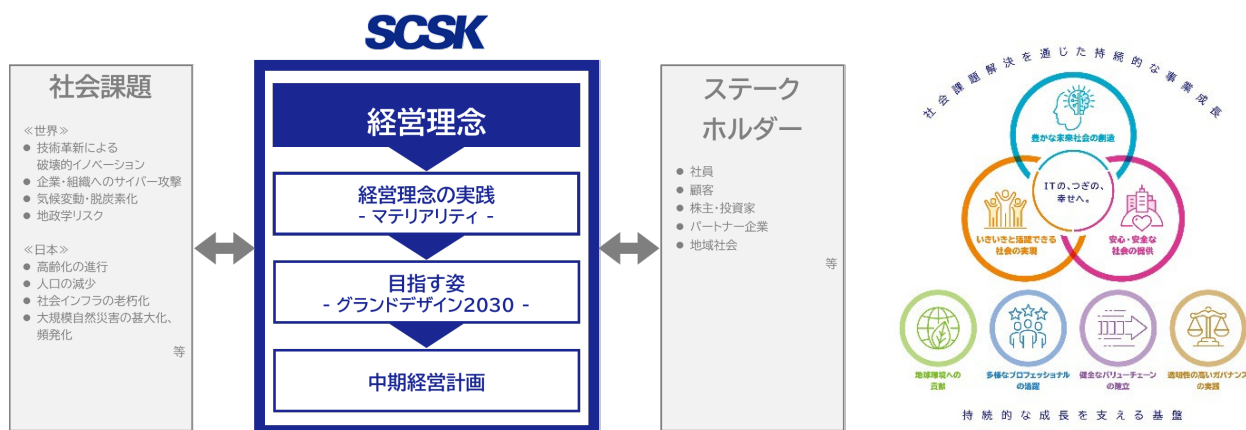 SCSK
社会課題
≪世界≫
● 技術革新による
破壊的イノベーション
● 企業・組織へのサイバー攻撃
● 気候変動・脱炭素化
● 地政学リスク
≪日本≫
● 高齢化の進行
● 人口の減少
● 社会インフラの老朽化
● 大規模自然災害の甚大化、
頻発化
等
経営理念
経営理念の実践
- マテリアリティ -
目指す姿
- グランドデザイン2030 -
中期経営計画
ステーク
ホルダー
● 社員
● 顧客
● 株主・投資家
● パートナー企業
● 地域社会
等
社会課題解決を通じた持続的な事業成長
豊かな未来社会の創造
ITの、つぎの、
幸せへ。
いきいきと活躍できる
社会の実現
安心・安全な
社会の提供
地球環境への
貢献
多様なプロフェッショナル
の活躍
健全なバリューチェーン
の確立
透明性の高いガバナンス
の実践
持続的な成長を支える基盤